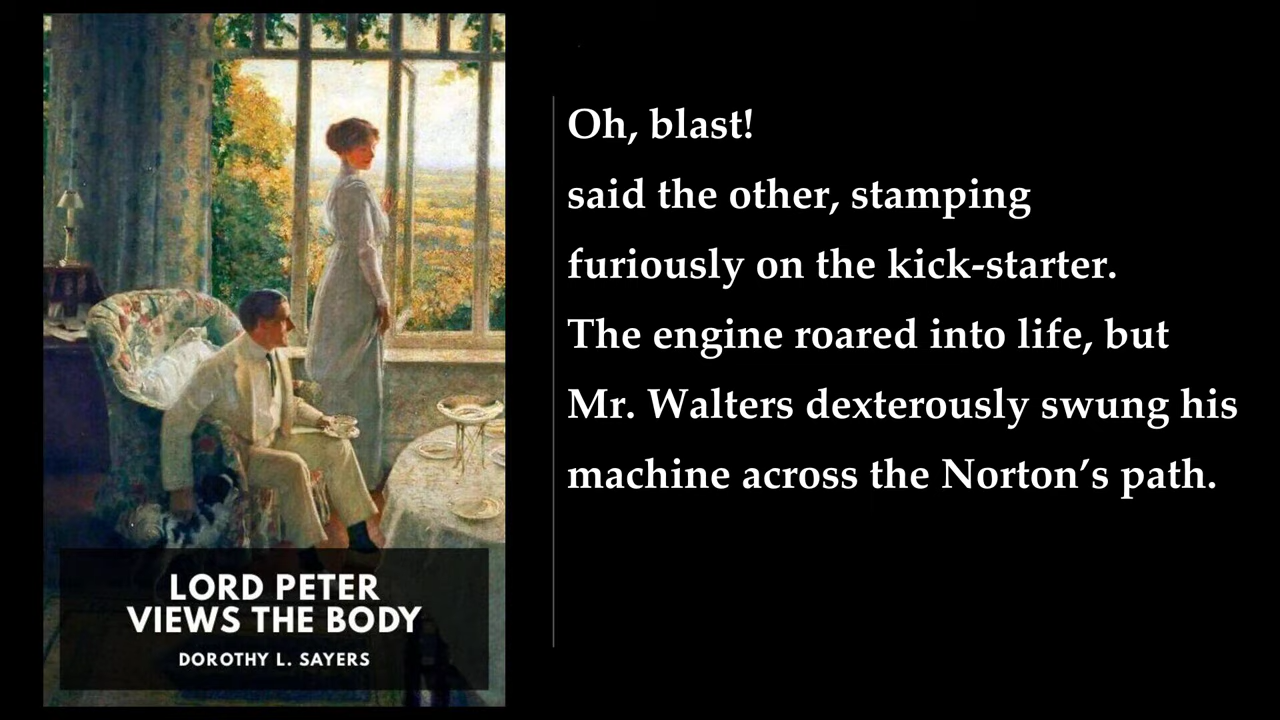 Oh, blast!
said the other, stamping
furiously on the kick-starter.
The engine roared into life, but
Mr. Walters dexterously swung his
machine across the Norton’s path.
LORD PETER
VIEWS THE BODY
DOROTHY L. SAYERS